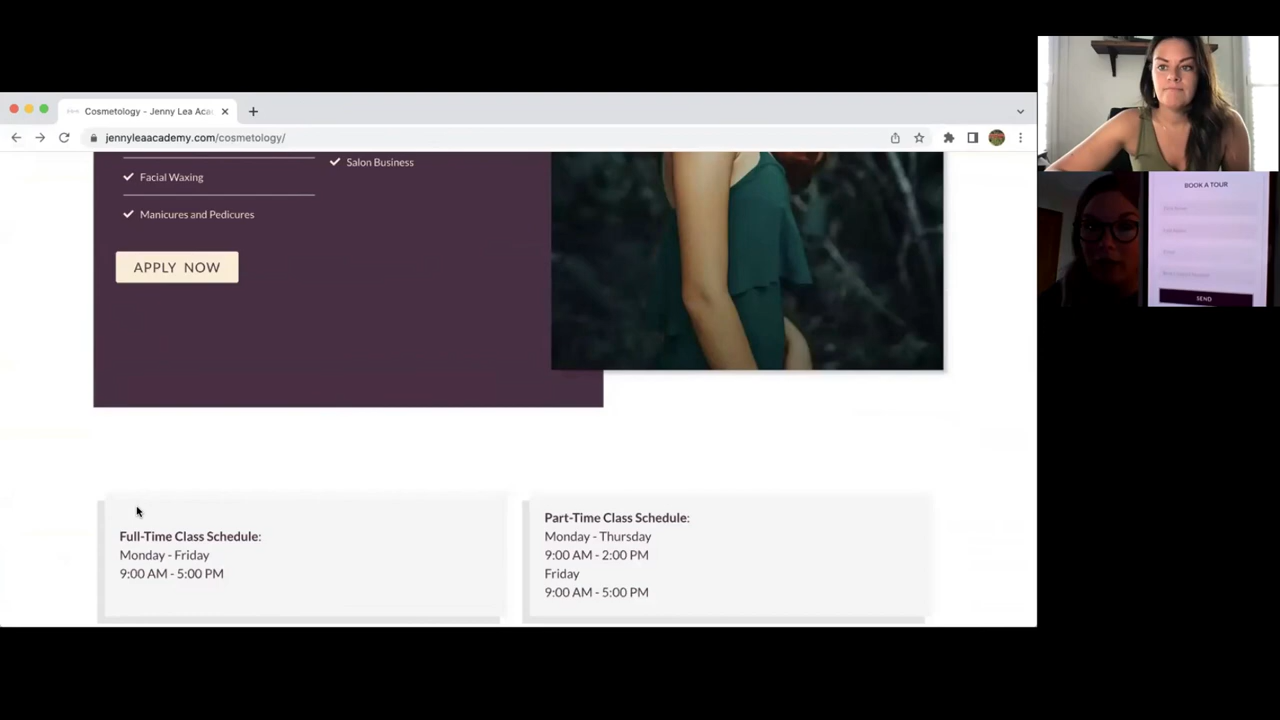 Cosmetology - Jenny Lea Aca
jennyleaacademy.com/cosmetology/
Facial Waxing
Manicures and Pedicures
Salon Business
APPLY NOW
Full-Time Class Schedule:
Monday - Friday
9:00 AM - 5:00 PM
Part-Time Class Schedule:
Monday - Thursday
9:00 AM - 2:00 PM
Friday
9:00 AM - 5:00 PM
BOOK A TOUR
SEND